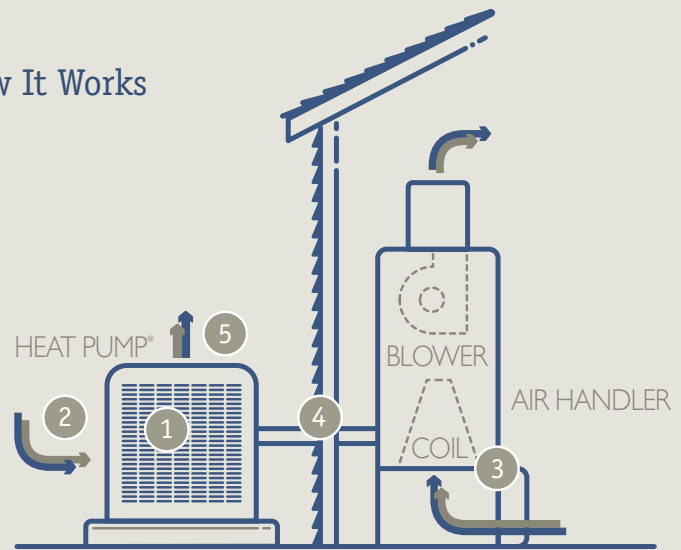 It Works
HEAT PUMP*
5
2
1
4
BLOWER
AIR HANDLER
COIL
3